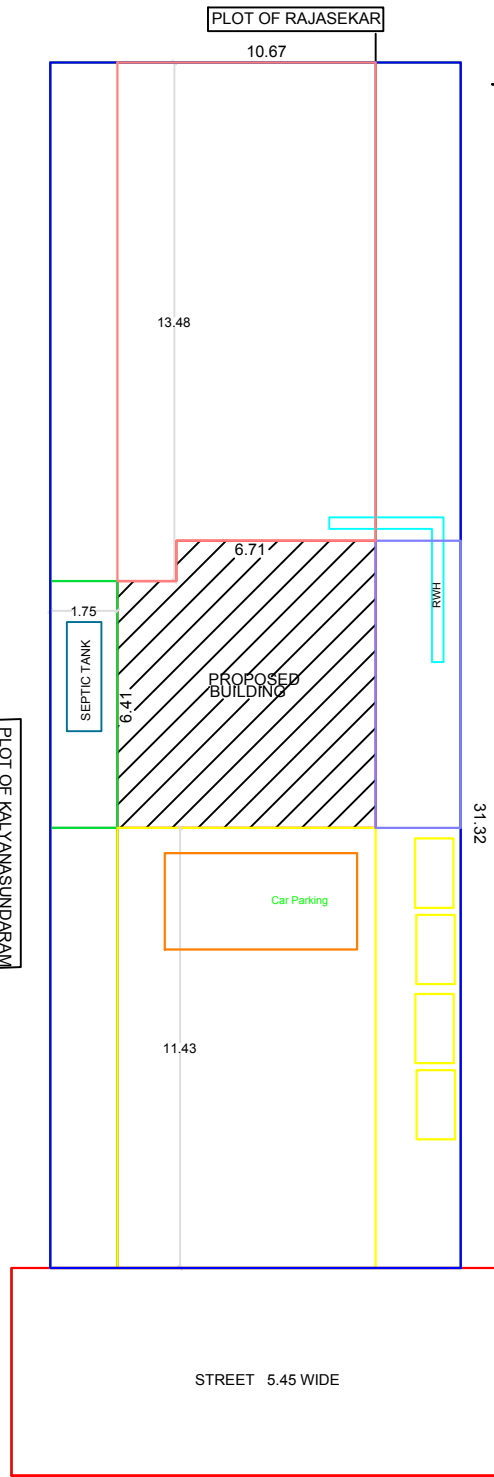 PLOT OF RAJASEKAR
10.67
13.48
6.71
RWH
1.75
SEPTIC TANK
6.41
PROPOSED
BUILDING
PLOT OF KALYANASUNDARAM
31.32
Car Parking
11.43
STREET 5.45 WIDE